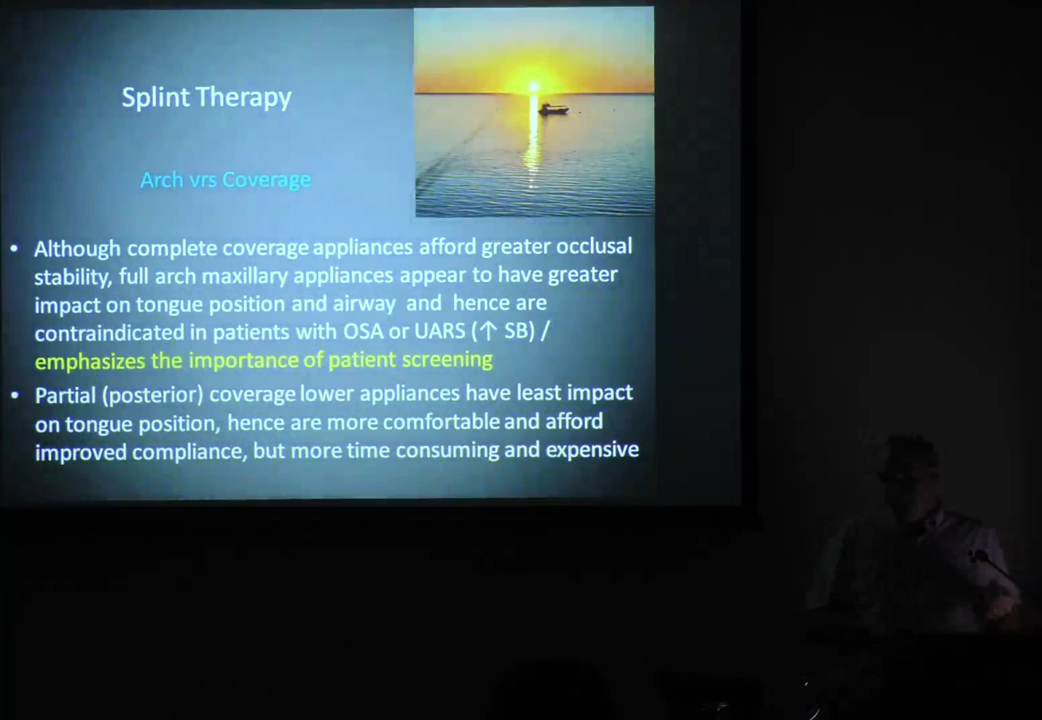 Splint Therapy
Arch vrs Coverage
• Although complete coverage appliances afford greater occlusal
stability, full arch maxillary appliances appear to have greater
impact on tongue position and airway and hence are
contraindicated in patients with OSA or UARS (↑ SB) /
emphasizes the importance of patient screening
• Partial (posterior) coverage lower appliances have least impact
on tongue position, hence are more comfortable and afford
improved compliance, but more time consuming and expensive